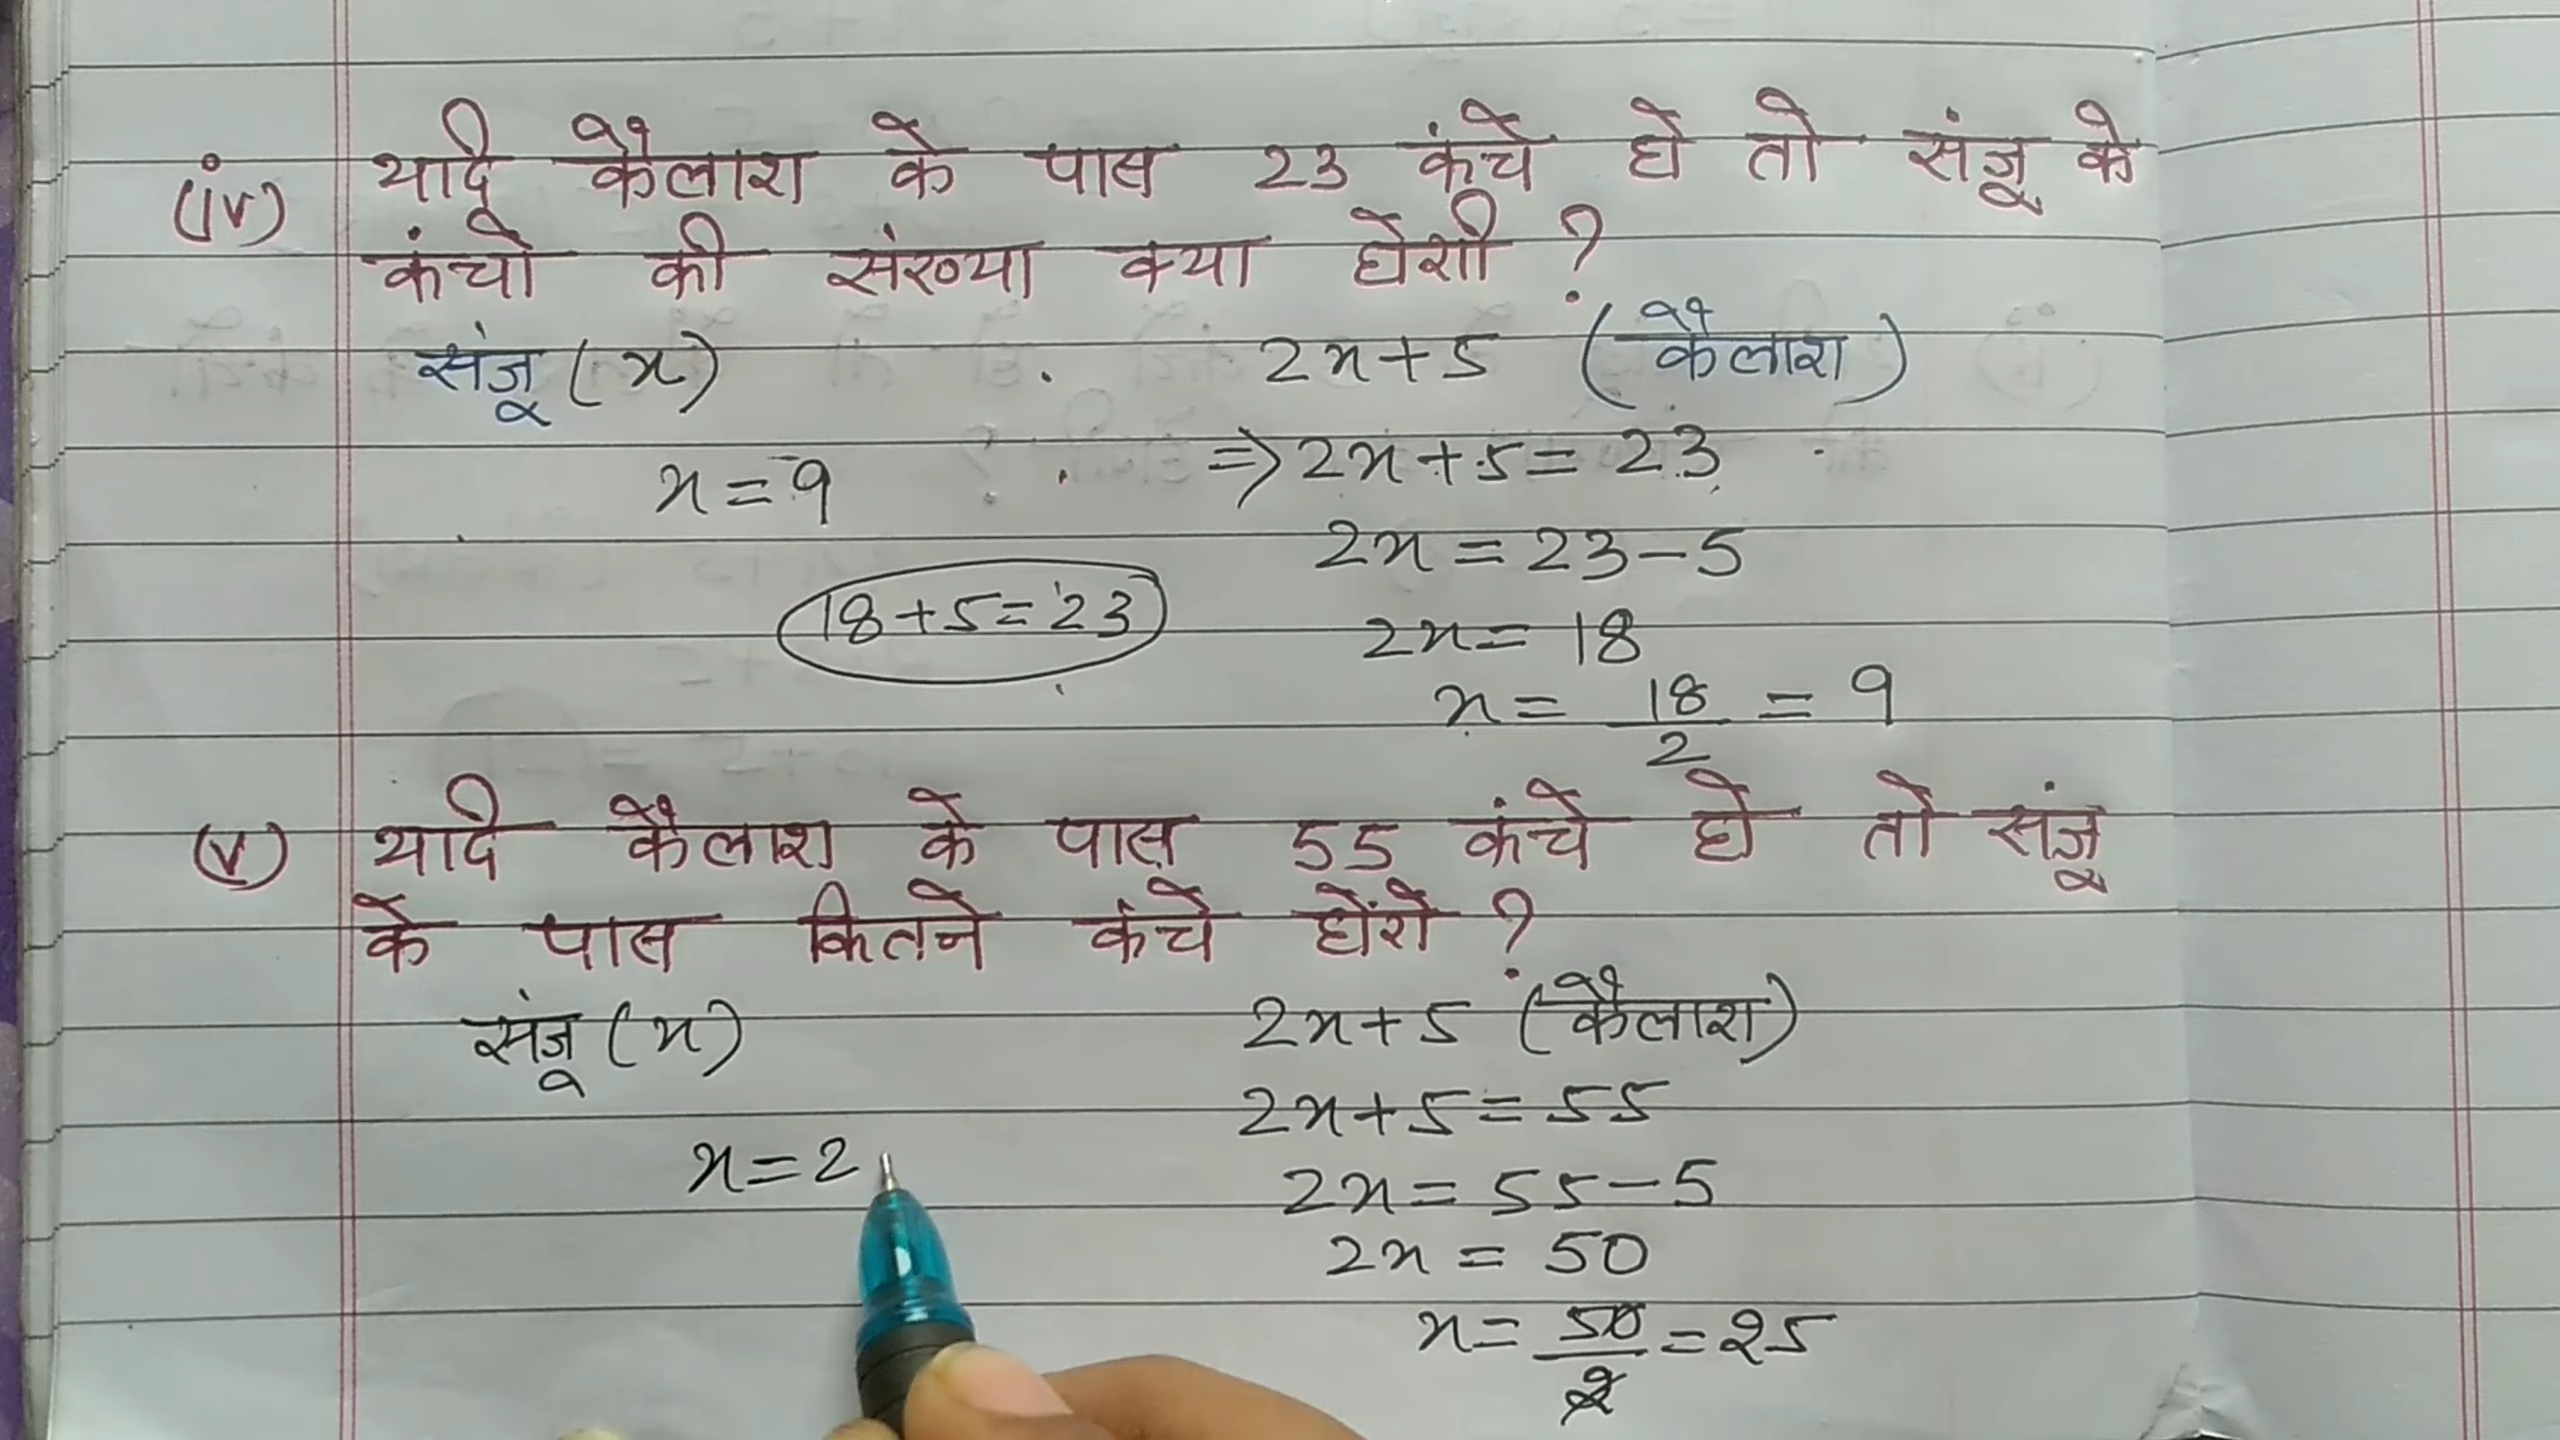 (iv) यदि कैलाश के पास 23 कंचे हो तो संजू के
कंचो की संख्या क्या होगी ?
संजू (x) 2x+5 (कैलाश)
x=9 ⇒2x+5=23
2x=23-5
18+5=23 2x=18
x= 18/2 = 9
(v) यदि कैलाश के पास 55 कंचे हो तो संजू
के पास कितने कंचे होंगे ?
संजू (x) 2x+5 (कैलाश)
2x+5=55
x=2 2x=55-5
2x=50
x= 50/2 =25